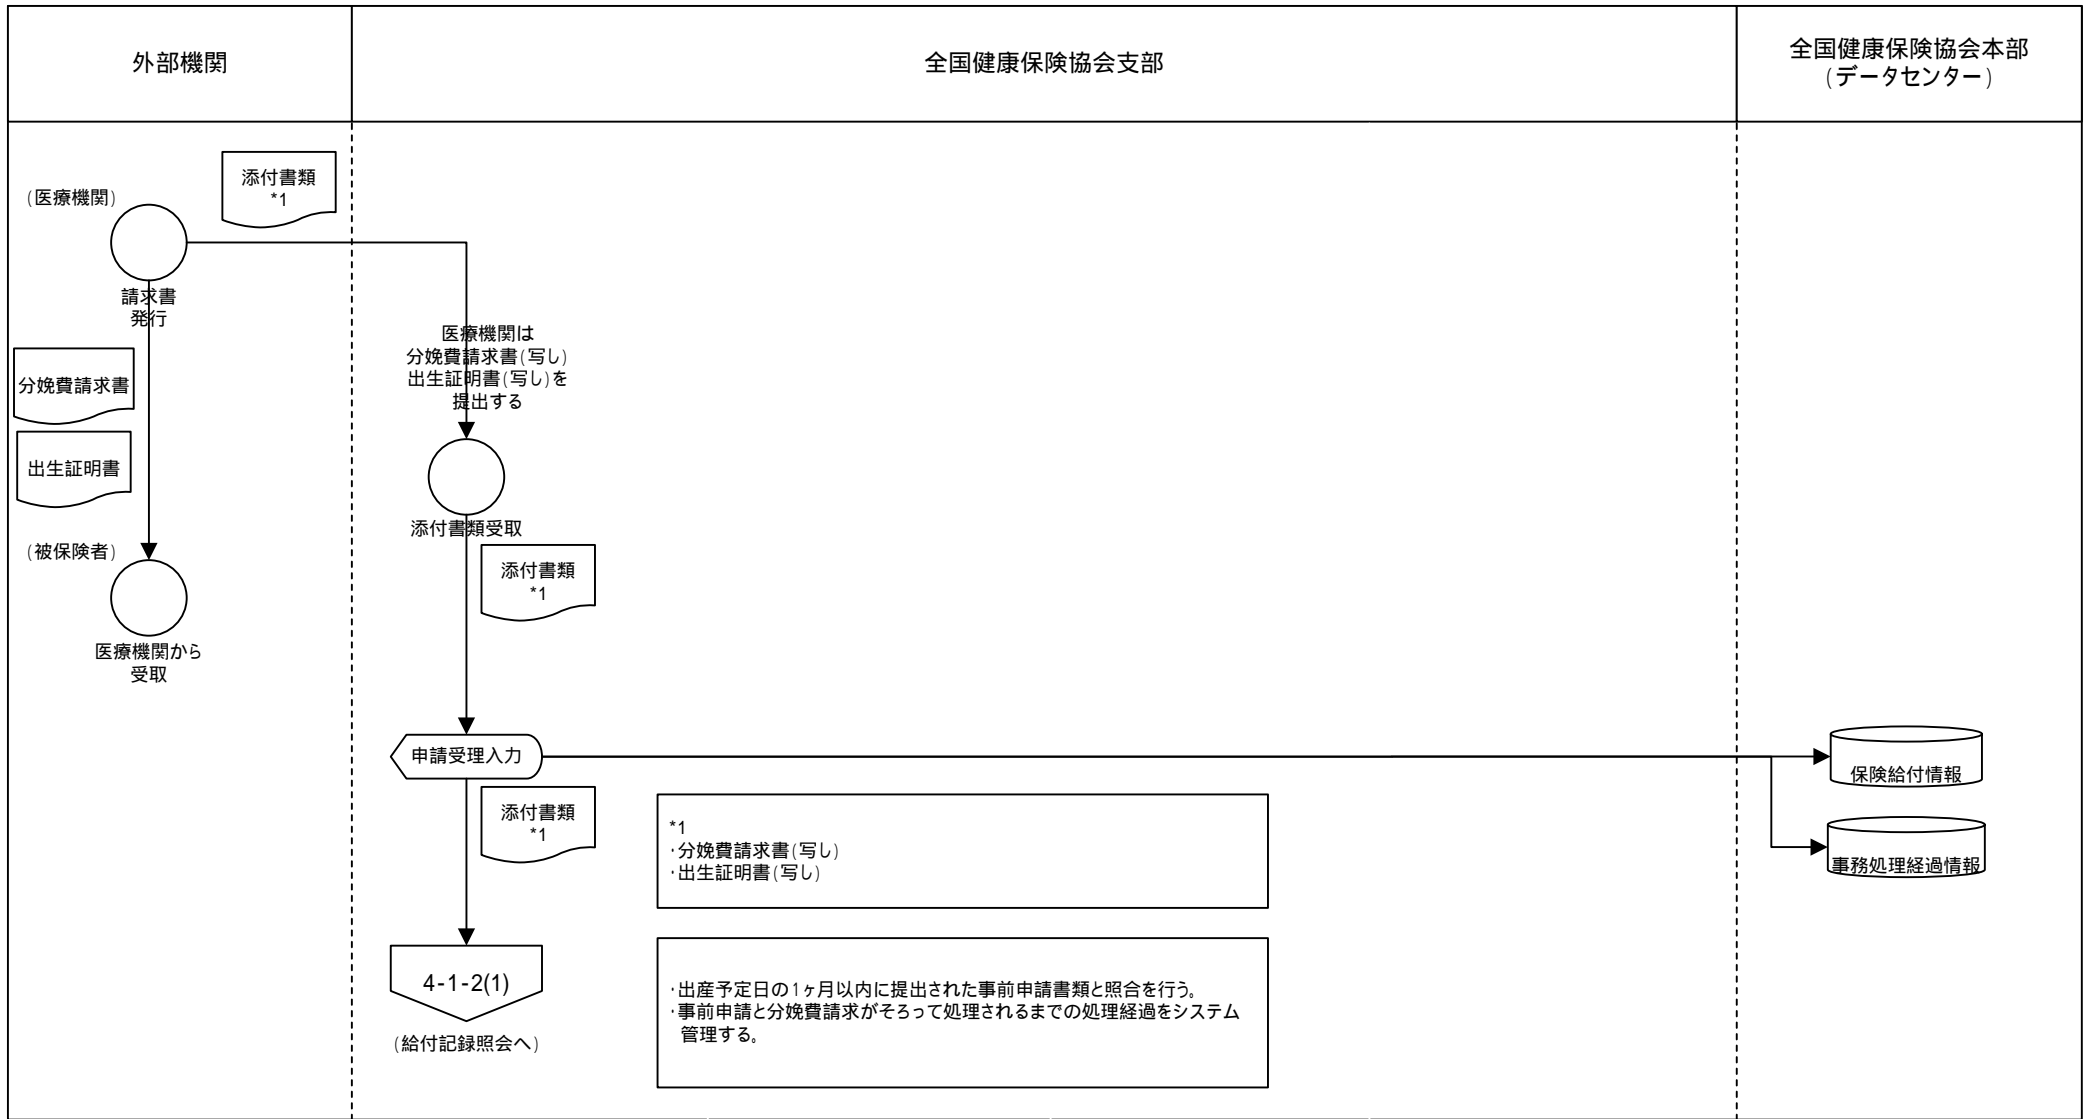 外部機関
全国健康保険協会支部
全国健康保険協会本部
(データセンター)
(医療機関)
添付書類
*1
請求書
発行
分娩費請求書
出生証明書
(被保険者)
医療機関から
受取
医療機関は
分娩費請求書(写し)
出生証明書(写し)を
提出する
添付書類受取
添付書類
*1
申請受理入力
添付書類
*1
4-1-2(1)
(給付記録照会へ)
*1
・分娩費請求書(写し)
・出生証明書(写し)
・出産予定日の1ヶ月以内に提出された事前申請書類と照合を行う。
・事前申請と分娩費請求がそろって処理されるまでの処理経過をシステム
管理する。
保険給付情報
事務処理経過情報